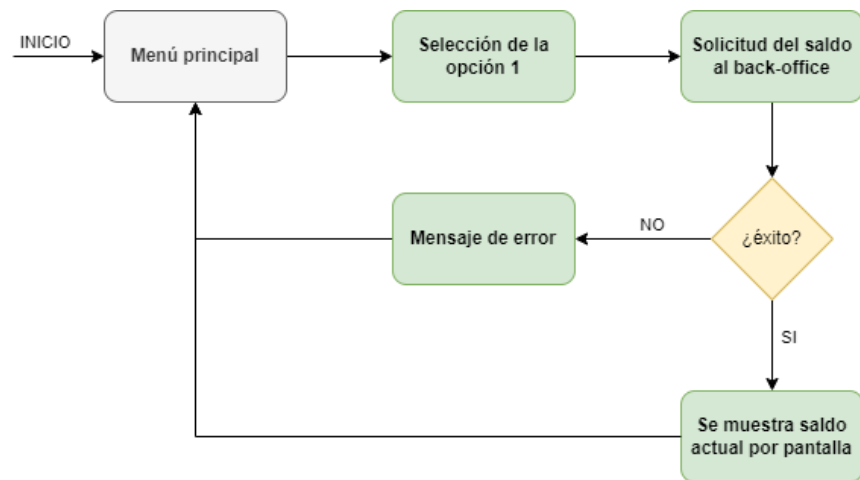 INICIO
Menú principal
Selección de la
opción 1
Solicitud del saldo
al back-office
Mensaje de error
NO
¿éxito?
SI
Se muestra saldo
actual por pantalla